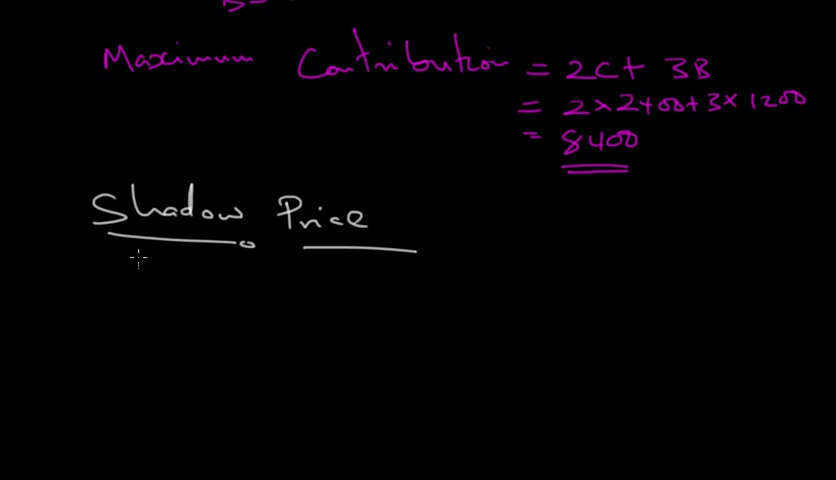 Maximum Contribution = 2C + 3B
= 2 × 2400 + 3 × 1200
= 8400
Shadow Price